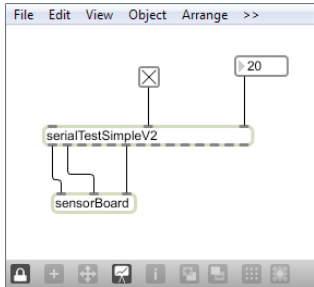 File Edit View Object Arrange >>
20
serialTestSimpleV2
sensorBoard